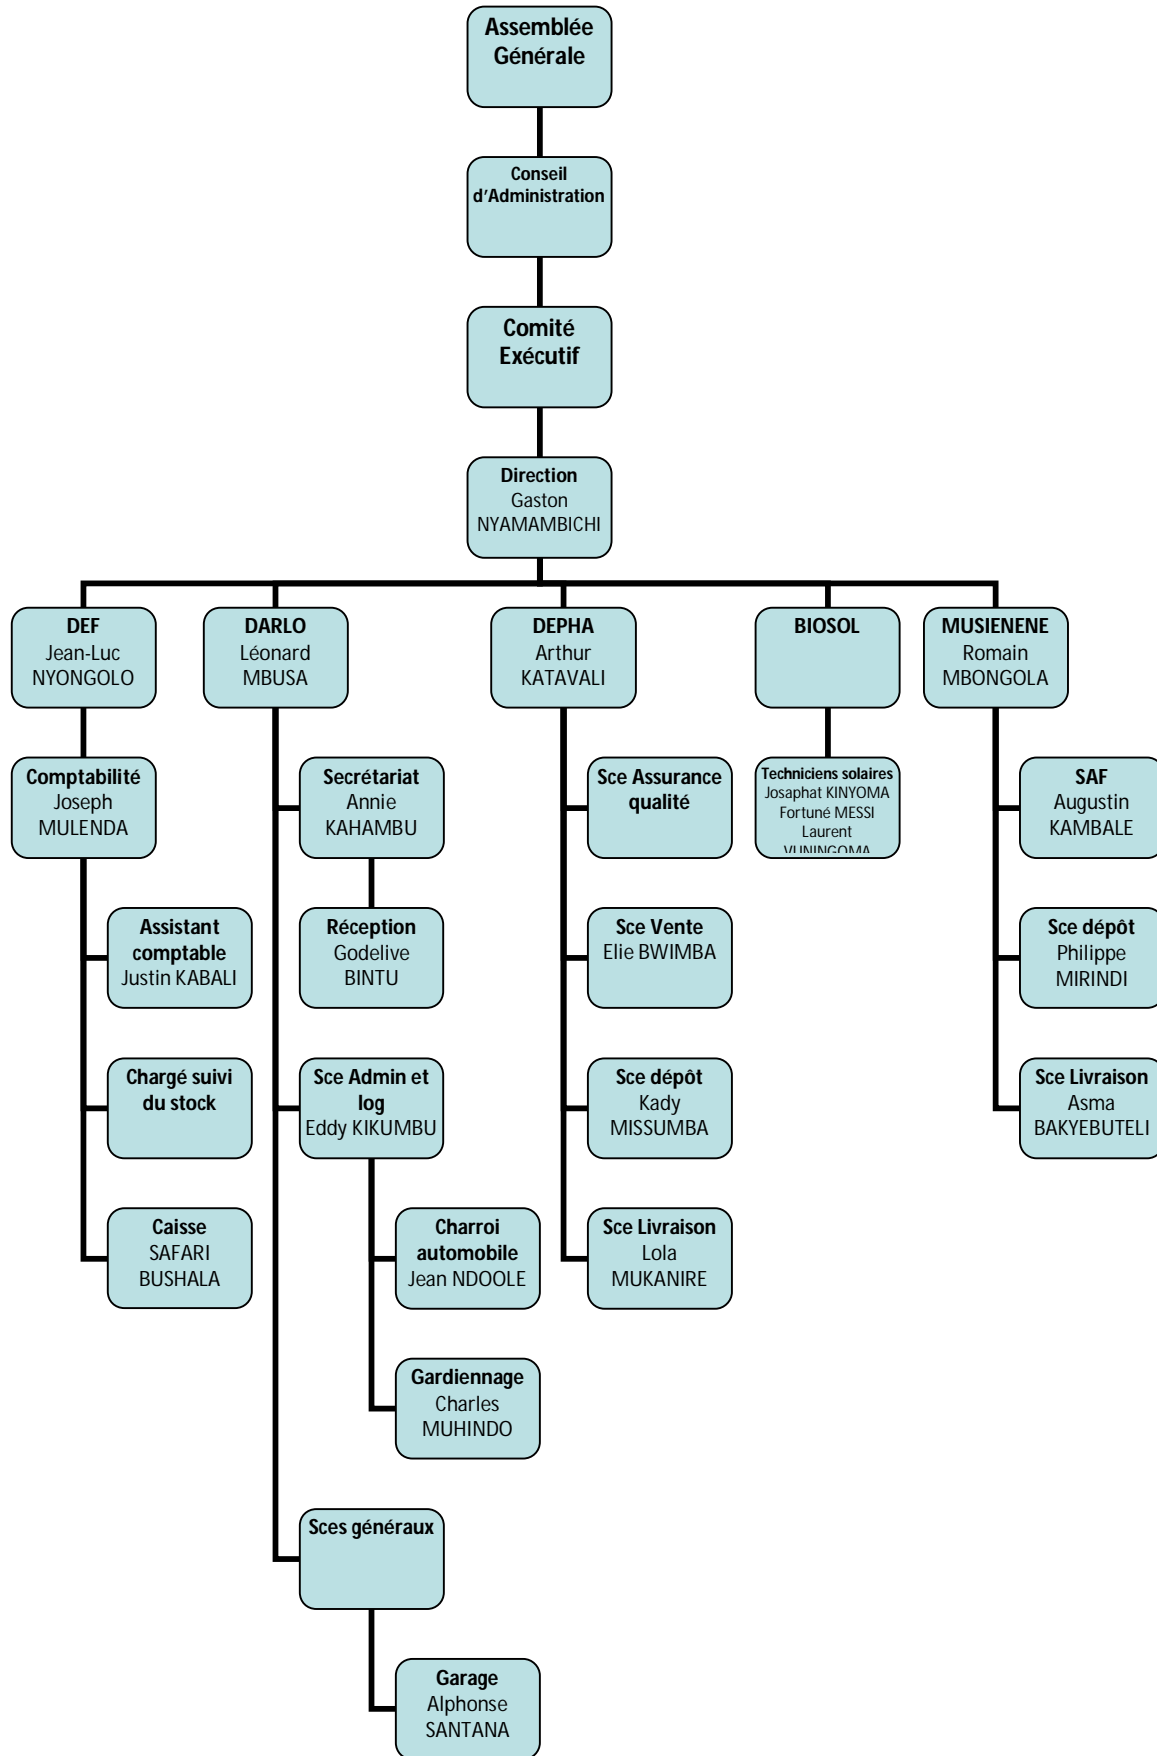 Assemblée
Générale
Conseil
d'Administration
Comité
Exécutif
Direction
Gaston
NYAMAMBICHI
DEF
Jean-Luc
NYONGOLO
DARLO
Léonard
MBUSA
DEPHA
Arthur
KATAVALI
BIOSOL
MUSIENENE
Romain
MBONGOLA
Comptabilité
Joseph
MULENDA
Secrétariat
Annie
KAHAMBU
Sce Assurance
qualité
Techniciens solaires
Josaphat KINYOMA
Fortuné MESSI
Laurent
VUNINGOMA
SAF
Augustin
KAMBALE
Assistant
comptable
Justin KABALI
Réception
Godelive
BINTU
Sce Vente
Elie BWIMBA
Sce dépôt
Philippe
MIRINDI
Chargé suivi
du stock
Sce Admin et
log
Eddy KIKUMBU
Sce dépôt
Kady
MISSUMBA
Sce Livraison
Asma
BAKYEBUTELI
Caisse
SAFARI
BUSHALA
Charroi
automobile
Jean NDOOLE
Sce Livraison
Lola
MUKANIRE
Gardiennage
Charles
MUHINDO
Sces généraux
Garage
Alphonse
SANTANA